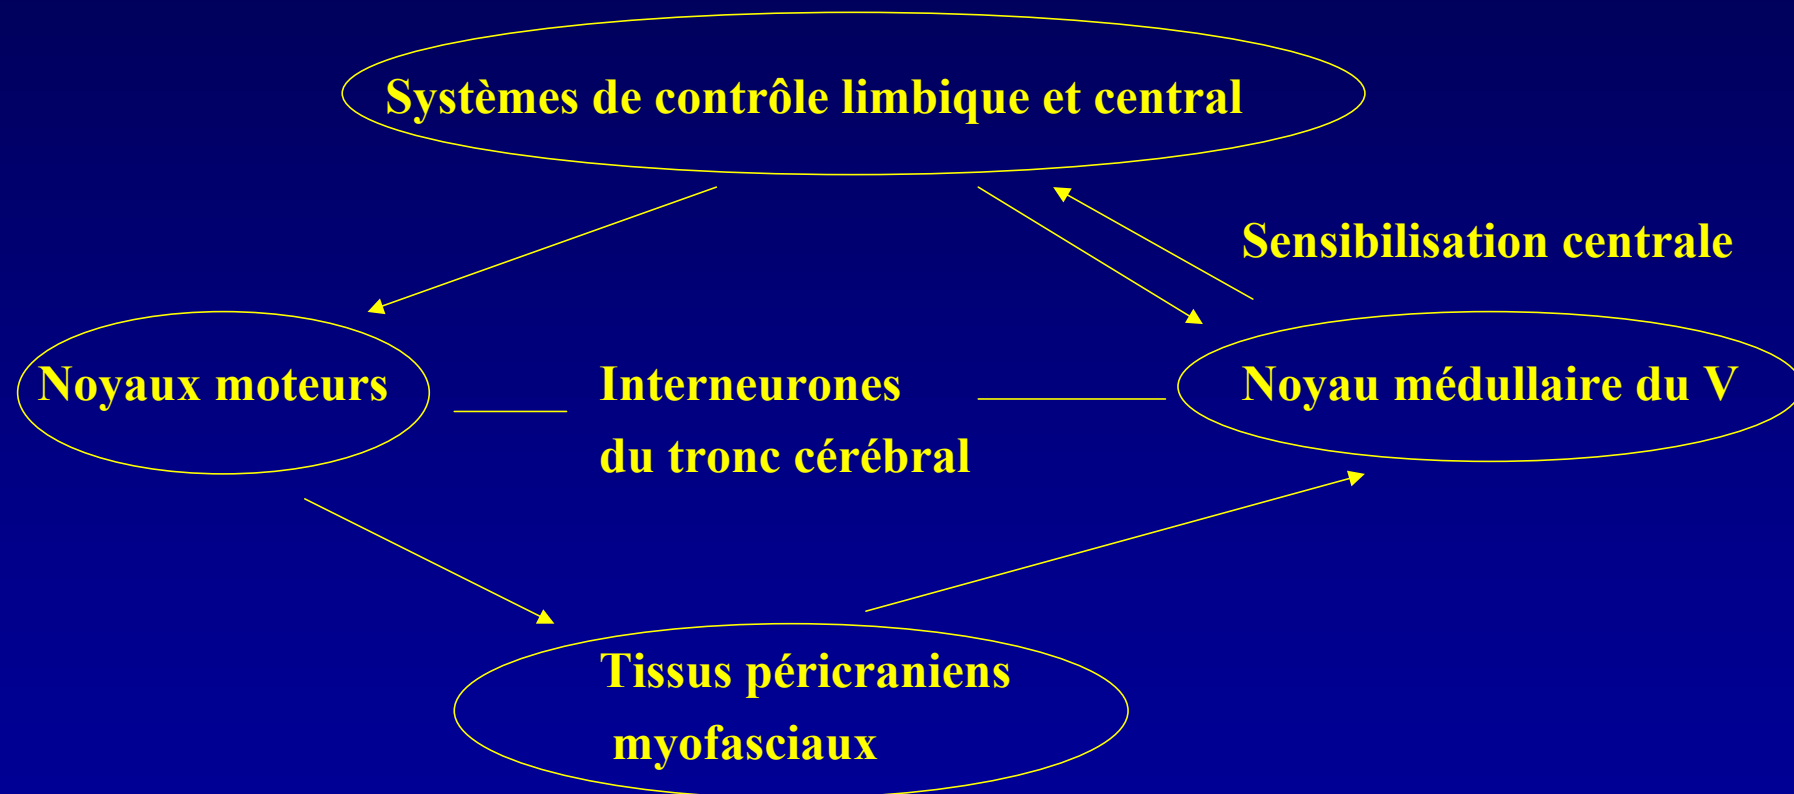 Systèmes de contrôle limbique et central
Sensibilisation centrale
Noyaux moteurs
Interneurones
du tronc cérébral
Noyau médullaire du V
Tissus péricraniens
myofasciaux